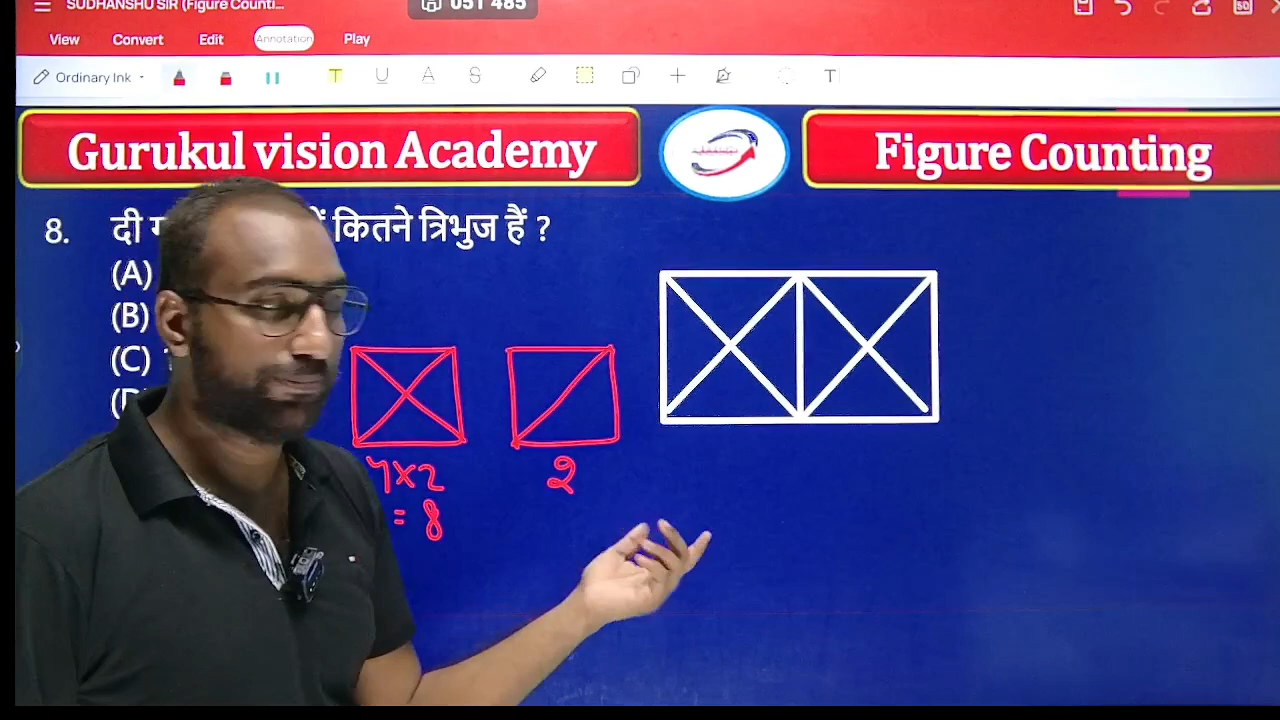 SUDHANSHU SIR (Figure Counti...
051 485
View Convert Edit Annotation Play
Ordinary Ink
T U A S T
Gurukul vision Academy
Figure Counting
8. दी कितने त्रिभुज हैं ?
(A)
(B)
(C)
4x2
= 8
2